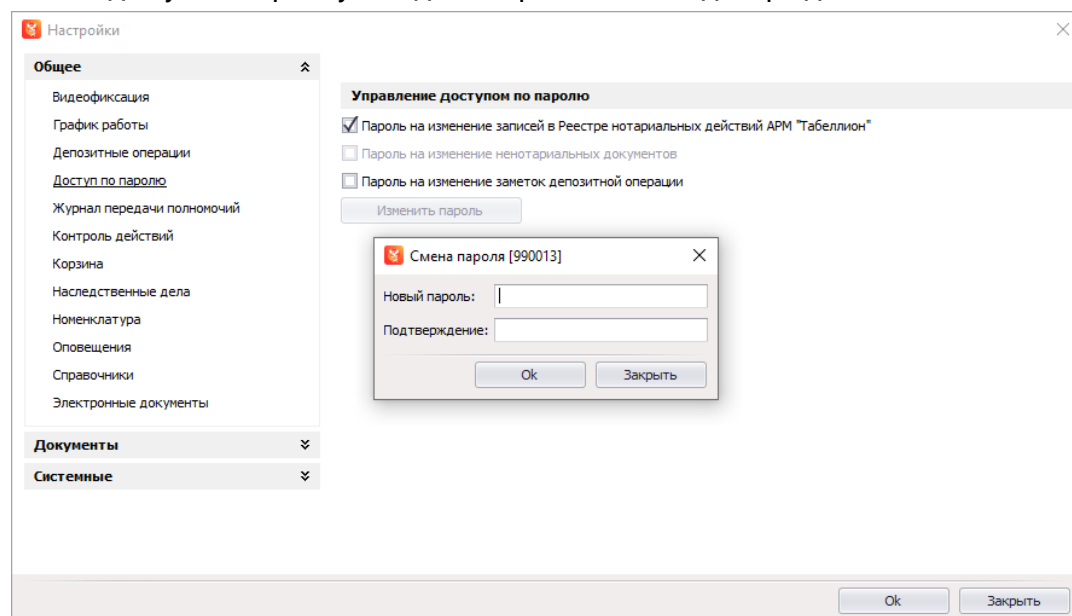 Настройки
Общее
Видеофиксация
График работы
Депозитные операции
Доступ по паролю
Журнал передачи полномочий
Контроль действий
Корзина
Наследственные дела
Номенклатура
Оповещения
Справочники
Электронные документы
Документы
Системные
Управление доступом по паролю
Пароль на изменение записей в Реестре нотариальных действий АРМ "Табеллион"
Пароль на изменение ненотариальных документов
Пароль на изменение заметок депозитной операции
Изменить пароль
Смена пароля [990013]
Новый пароль:
Подтверждение:
Ok Закрыть
Ok Закрыть